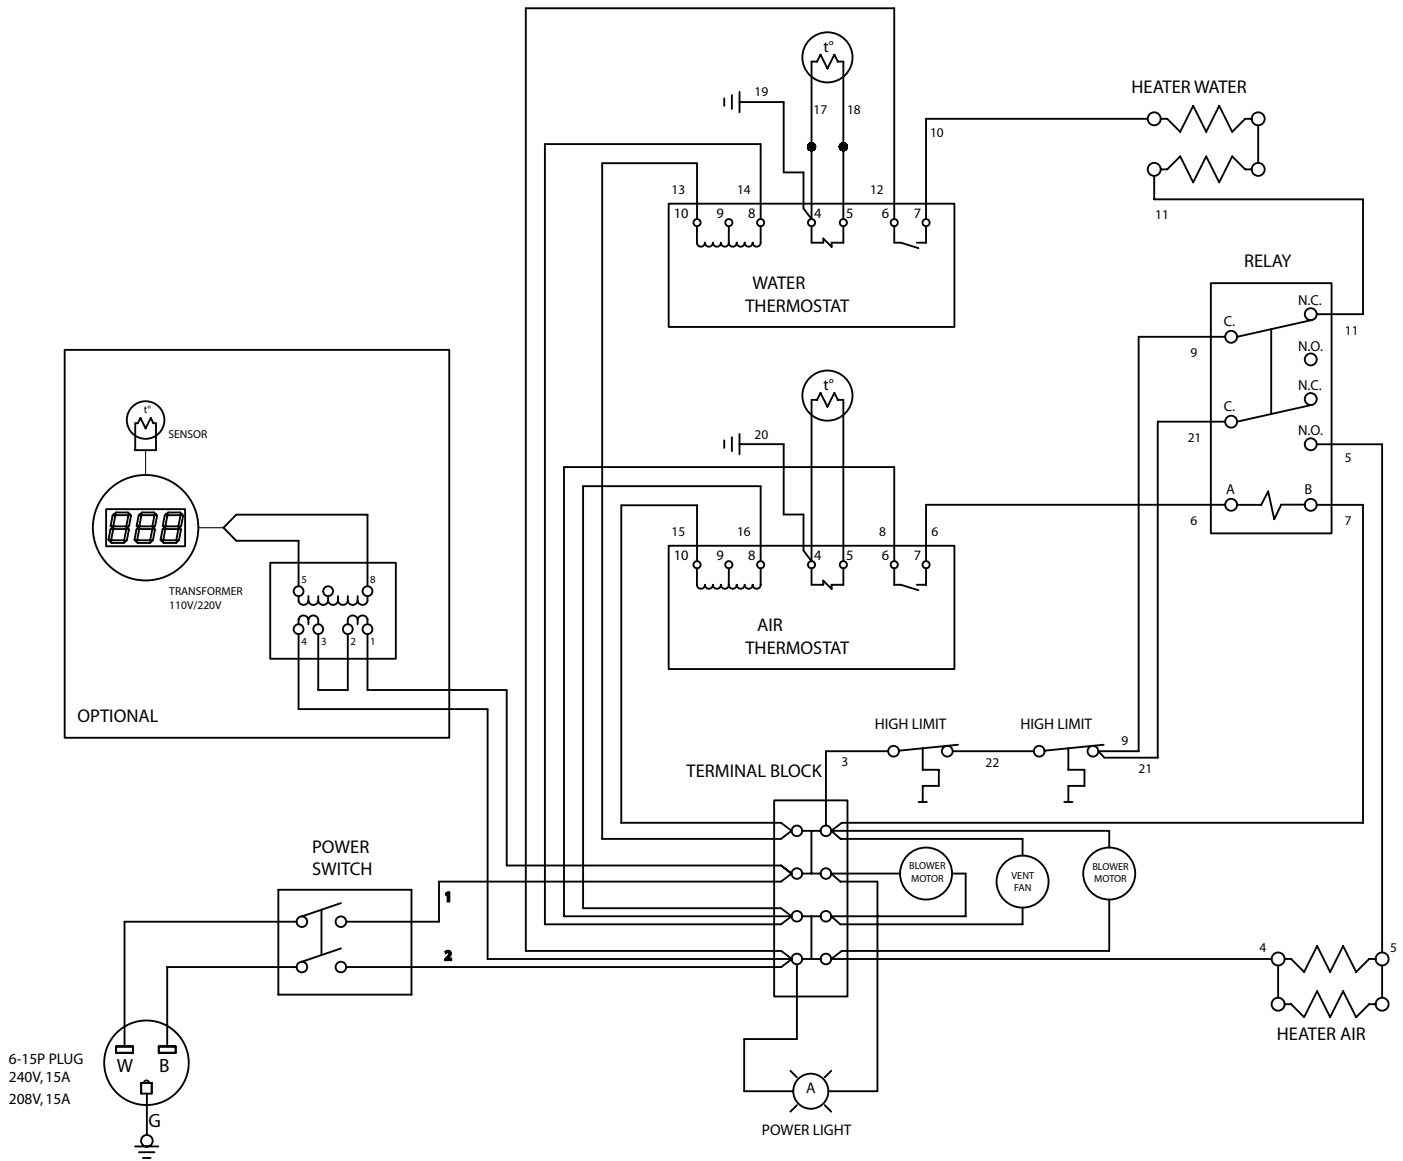 t°
19
17
18
HEATER WATER
10
13
14
12
10
9
8
4
5
6
7
11
WATER
THERMOSTAT
RELAY
N.C.
C.
11
9
N.O.
N.C.
C.
21
N.O.
5
A
B
6
7
t°
SENSOR
888
TRANSFORMER
110V/220V
5
8
4
3
2
1
OPTIONAL
t°
20
15
16
8
6
10
9
8
4
5
6
7
AIR
THERMOSTAT
HIGH LIMIT
HIGH LIMIT
3
22
9
21
TERMINAL BLOCK
BLOWER
MOTOR
VENT
FAN
BLOWER
MOTOR
POWER
SWITCH
1
2
4
5
HEATER AIR
6-15P PLUG
240V, 15A
208V, 15A
W
B
G
A
POWER LIGHT